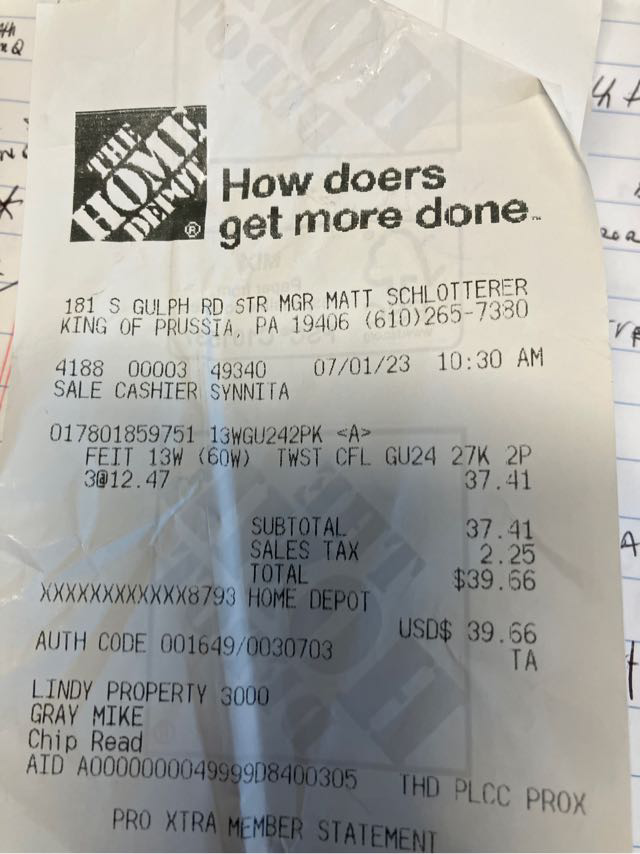 THE
HOME
DEPOT
®
How doers
get more done™
181 S GULPH RD STR MGR MATT SCHLOTTERER
KING OF PRUSSIA, PA 19406 (610)265-7380
4188 00003 49340 07/01/23 10:30 AM
SALE CASHIER SYNNITA
017801859751 13WGU242PK <A>
FEIT 13W (60W) TWST CFL GU24 27K 2P
3@12.47 37.41
SUBTOTAL 37.41
SALES TAX 2.25
TOTAL $39.66
XXXXXXXXXXXX8793 HOME DEPOT
USD$ 39.66
AUTH CODE 001649/0030703 TA
LINDY PROPERTY 3000
GRAY MIKE
Chip Read
AID A0000000049999D8400305 THD PLCC PROX
PRO XTRA MEMBER STATEMENT